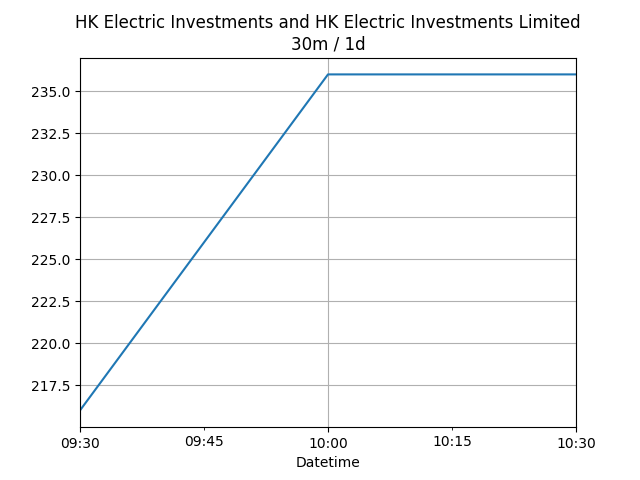 HK Electric Investments and HK Electric Investments Limited
30m / 1d
235.0
232.5
230.0
227.5
225.0
222.5
220.0
217.5
09:30 09:45 10:00 10:15 10:30
Datetime